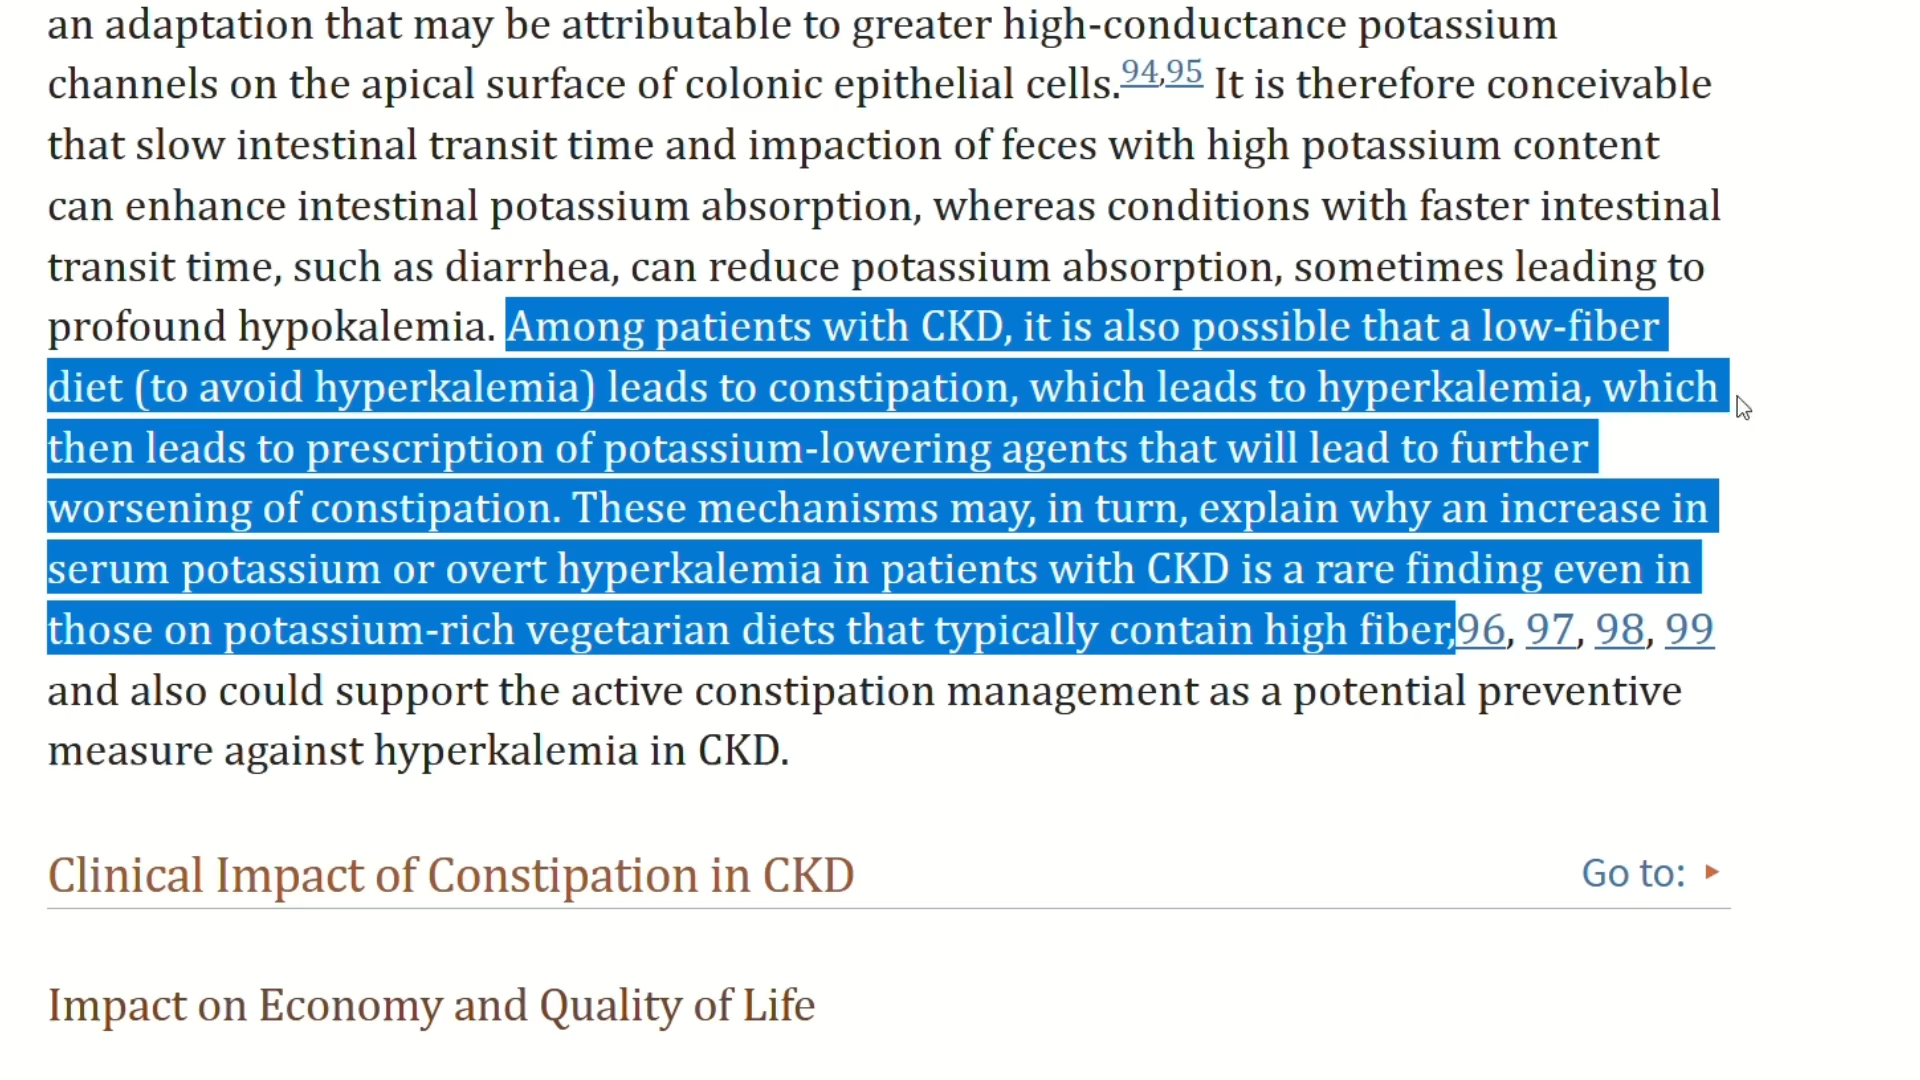 an adaptation that may be attributable to greater high-conductance potassium
channels on the apical surface of colonic epithelial cells.94,95 It is therefore conceivable
that slow intestinal transit time and impaction of feces with high potassium content
can enhance intestinal potassium absorption, whereas conditions with faster intestinal
transit time, such as diarrhea, can reduce potassium absorption, sometimes leading to
profound hypokalemia. Among patients with CKD, it is also possible that a low-fiber
diet (to avoid hyperkalemia) leads to constipation, which leads to hyperkalemia, which
then leads to prescription of potassium-lowering agents that will lead to further
worsening of constipation. These mechanisms may, in turn, explain why an increase in
serum potassium or overt hyperkalemia in patients with CKD is a rare finding even in
those on potassium-rich vegetarian diets that typically contain high fiber,96, 97, 98, 99
and also could support the active constipation management as a potential preventive
measure against hyperkalemia in CKD.
Clinical Impact of Constipation in CKD Go to:
Impact on Economy and Quality of Life